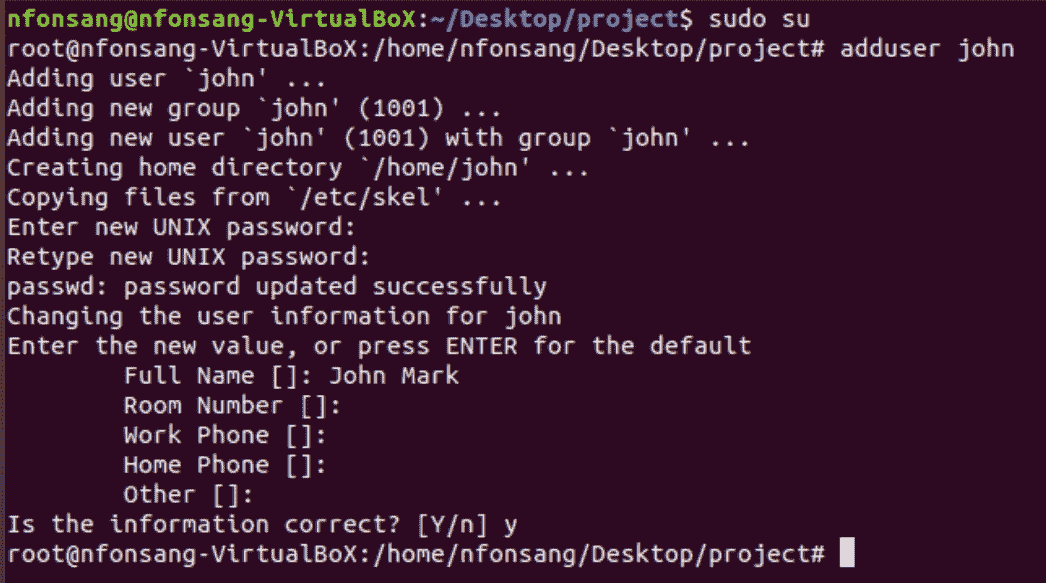 nfonsang@nfonsang-VirtualBoX:~/Desktop/project$ sudo su
root@nfonsang-VirtualBoX:/home/nfonsang/Desktop/project# adduser john
Adding user `john' ...
Adding new group `john' (1001) ...
Adding new user `john' (1001) with group `john' ...
Creating home directory `/home/john' ...
Copying files from `/etc/skel' ...
Enter new UNIX password:
Retype new UNIX password:
passwd: password updated successfully
Changing the user information for john
Enter the new value, or press ENTER for the default
Full Name []: John Mark
Room Number []:
Work Phone []:
Home Phone []:
Other []:
Is the information correct? [Y/n] y
root@nfonsang-VirtualBoX:/home/nfonsang/Desktop/project#